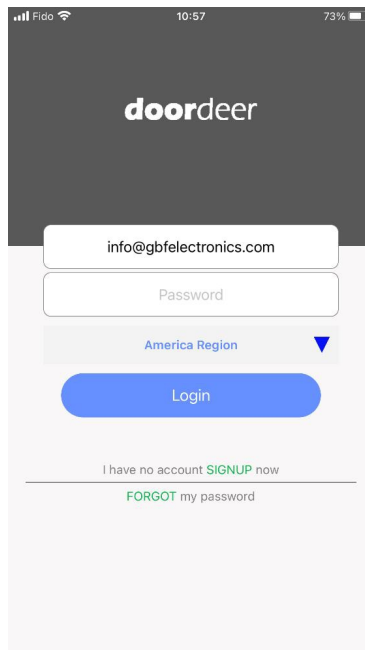 Fido 10:57 73%
doordeer
info@gbfelectronics.com
Password
America Region
Login
I have no account SIGNUP now
FORGOT my password